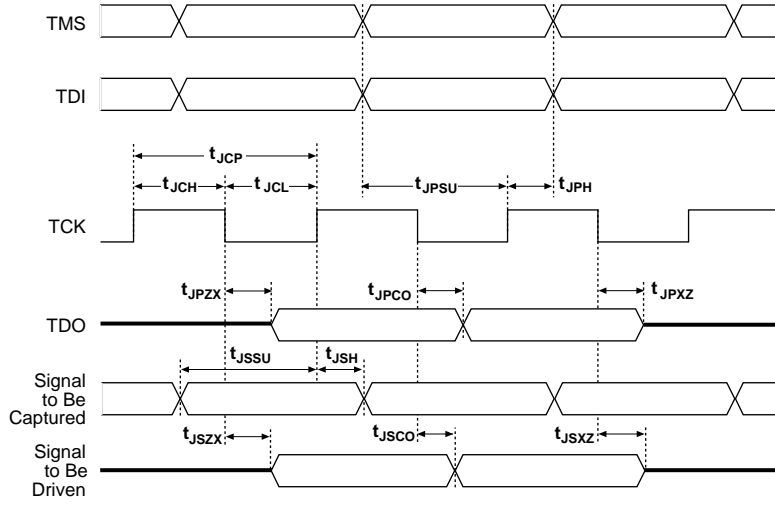 TMS
TDI
tJCP
tJCH
tJCL
tJPSU
tJPH
TCK
tJPZX
tJPCO
tJPXZ
TDO
tJSSU
tJSH
Signal
to Be
Captured
tJSZX
tJSCO
tJSXZ
Signal
to Be
Driven